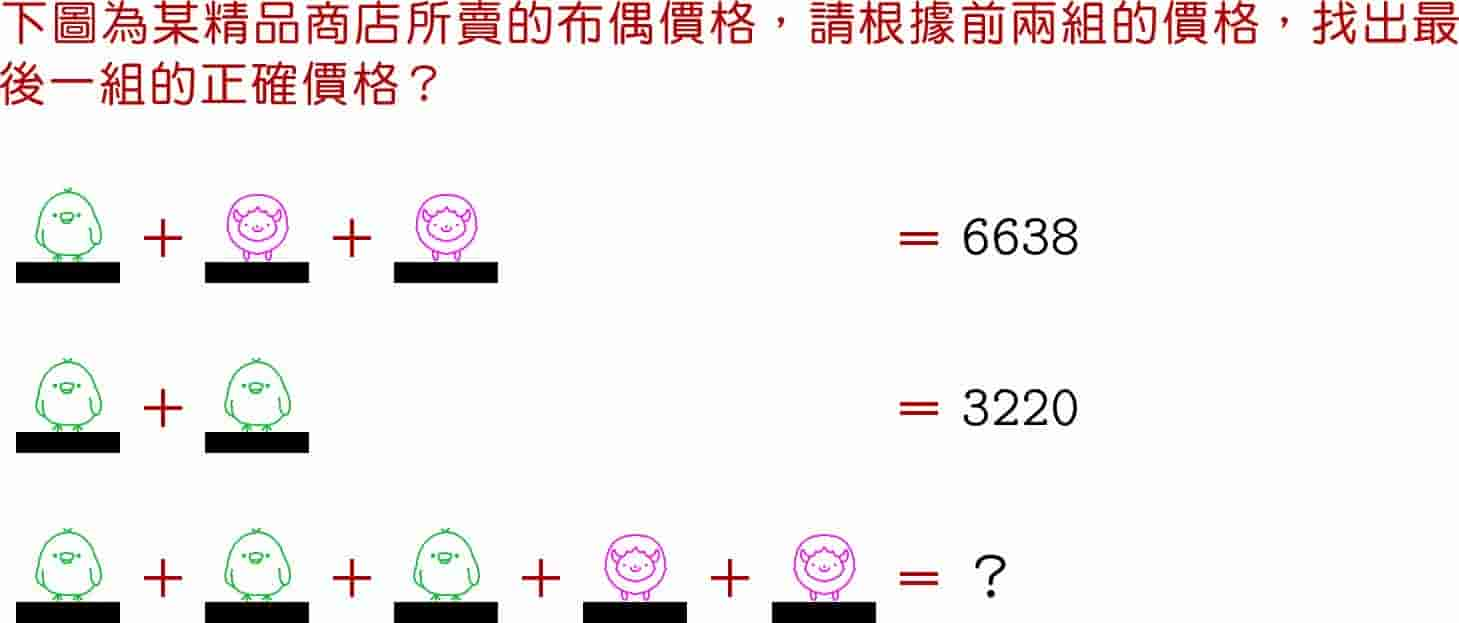 下圖為某精品商店所賣的布偶價格，請根據前兩組的價格，找出最
後一組的正確價格？
+ + = 6638
+ = 3220
+ + + + = ?